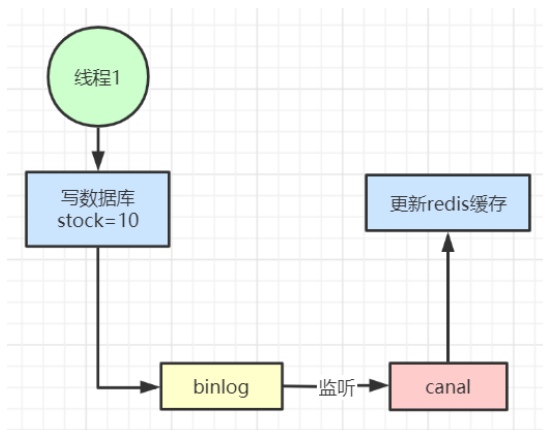 线程1
写数据库
stock=10
更新redis缓存
binlog
监听
canal